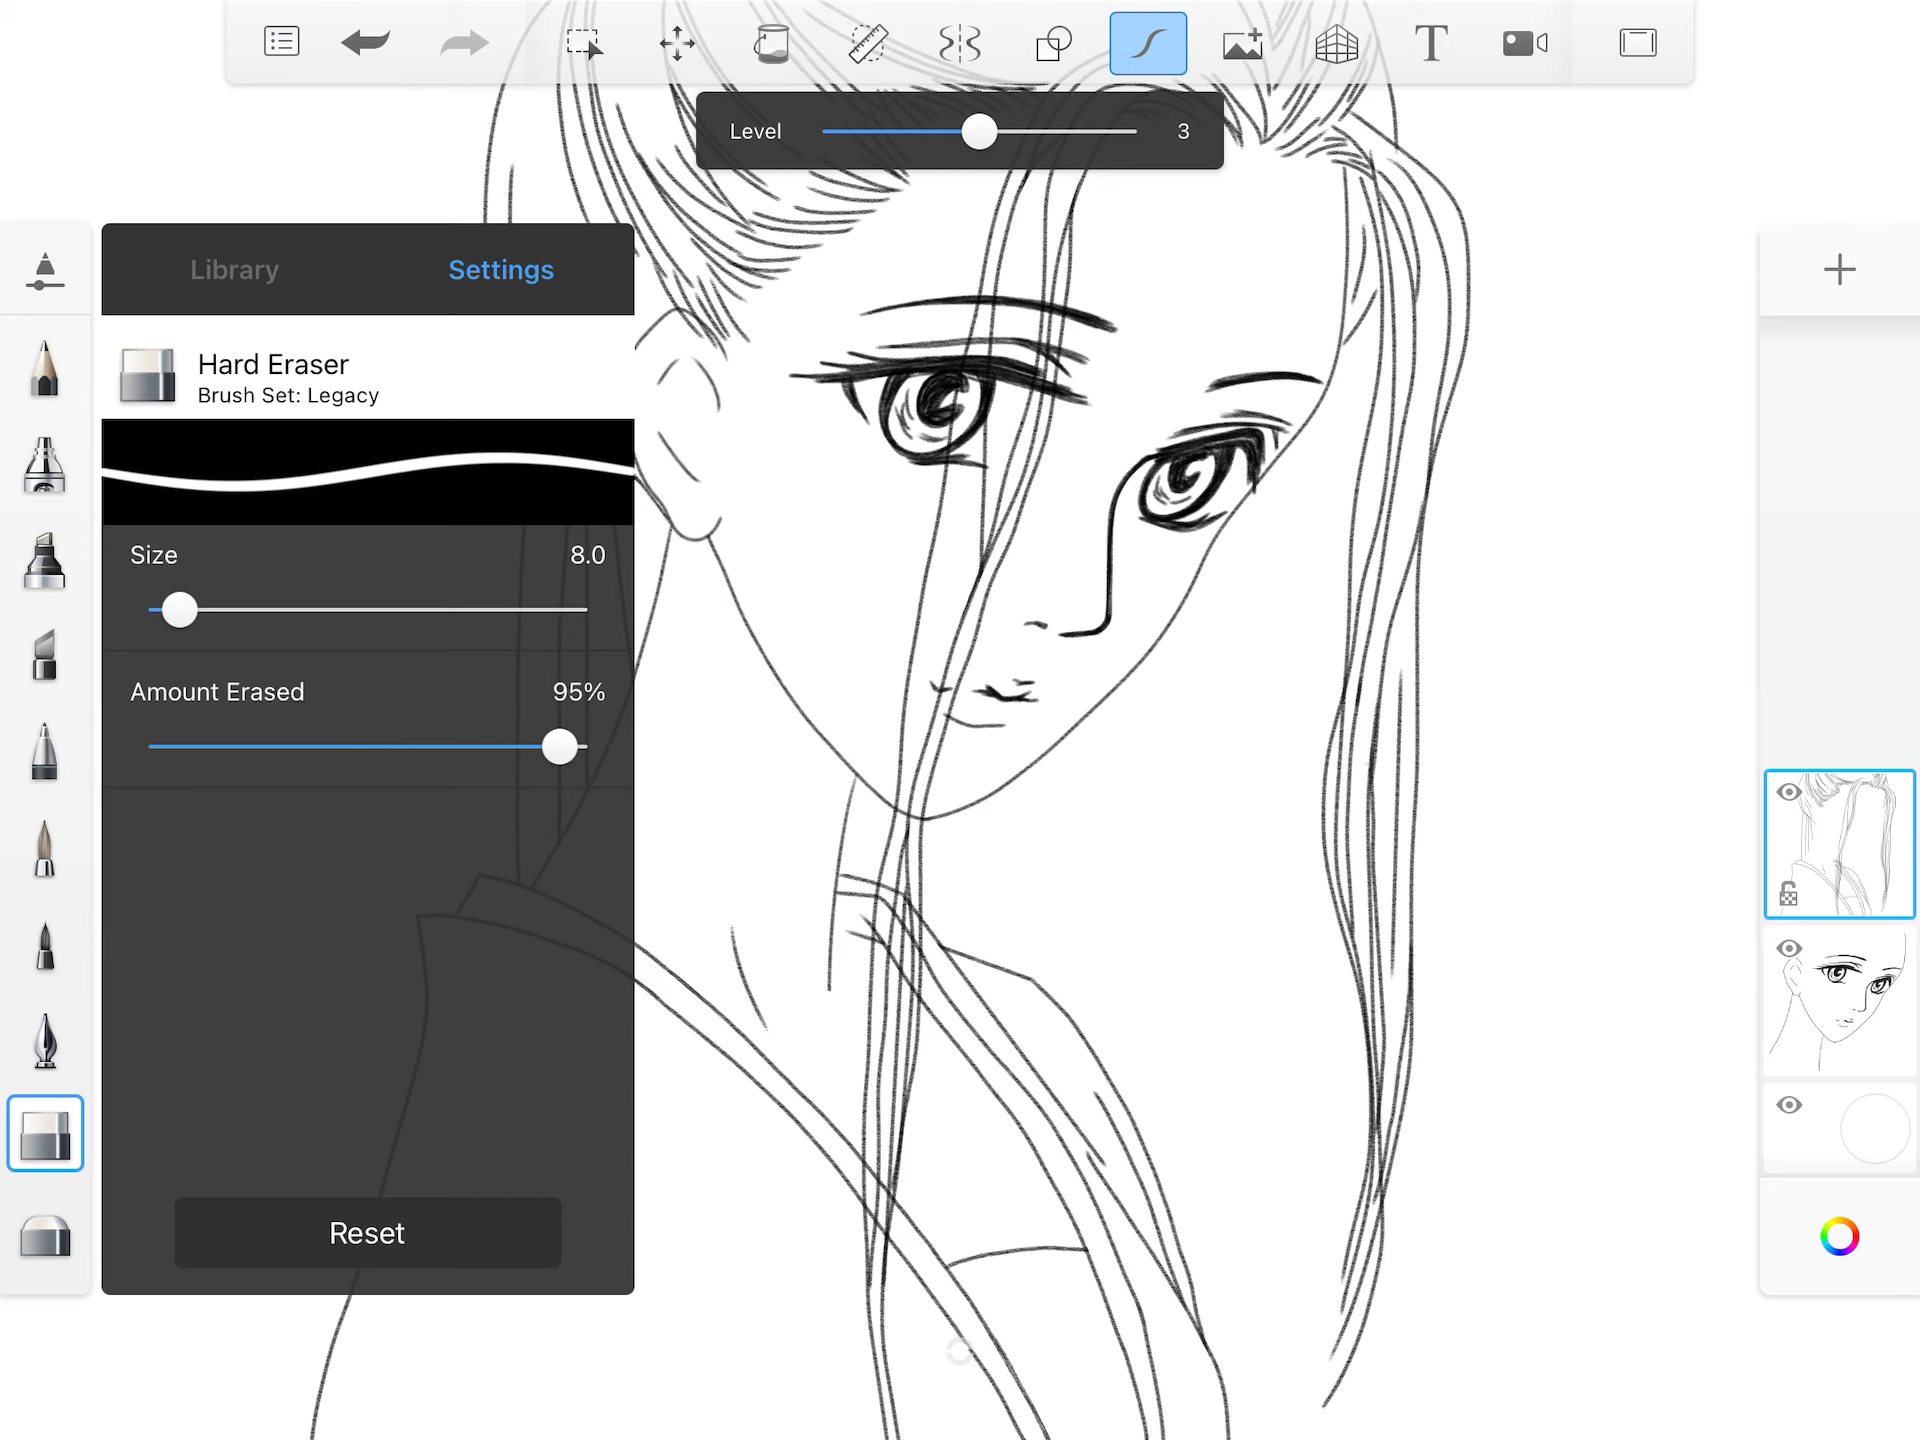 T
Level 3
Library Settings
Hard Eraser
Brush Set: Legacy
Size 8.0
Amount Erased 95%
Reset